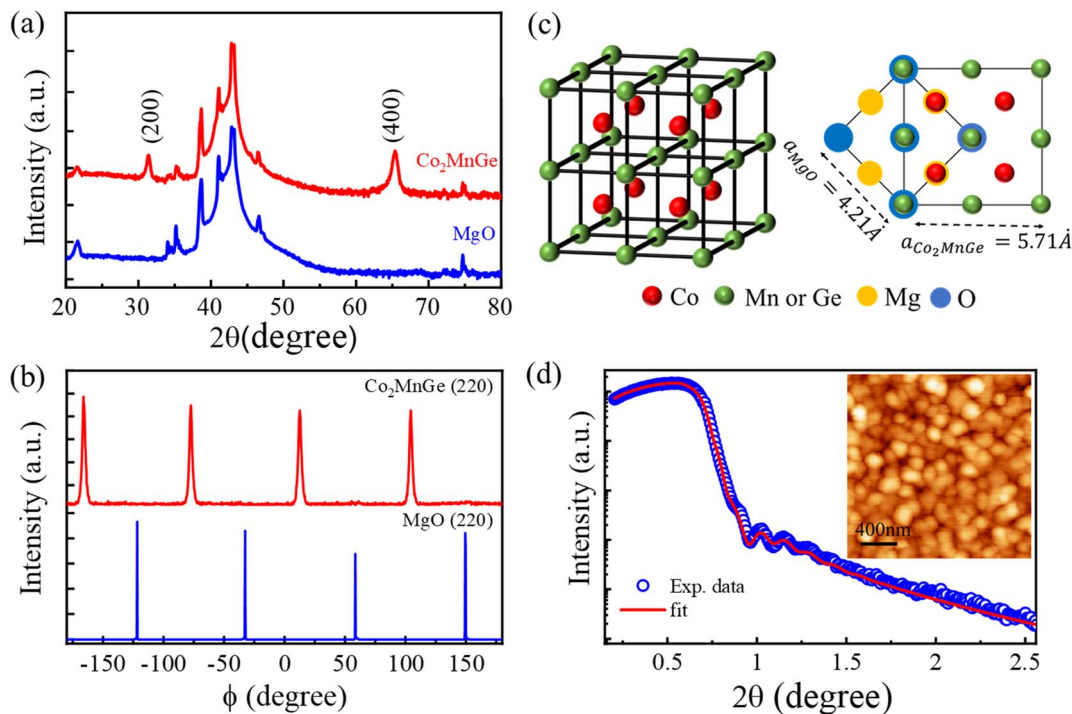 (a)
Intensity (a.u.)
(200)
(400)
Co₂MnGe
MgO
20 30 40 50 60 70 80
2θ(degree)
(c)
a_MgO = 4.21Å
a_Co₂MnGe = 5.71Å
Co Mn or Ge Mg O
(b)
Intensity (a.u.)
Co₂MnGe (220)
MgO (220)
-150 -100 -50 0 50 100 150
ϕ (degree)
(d)
Intensity (a.u.)
400nm
Exp. data
fit
0.5 1 1.5 2 2.5
2θ (degree)